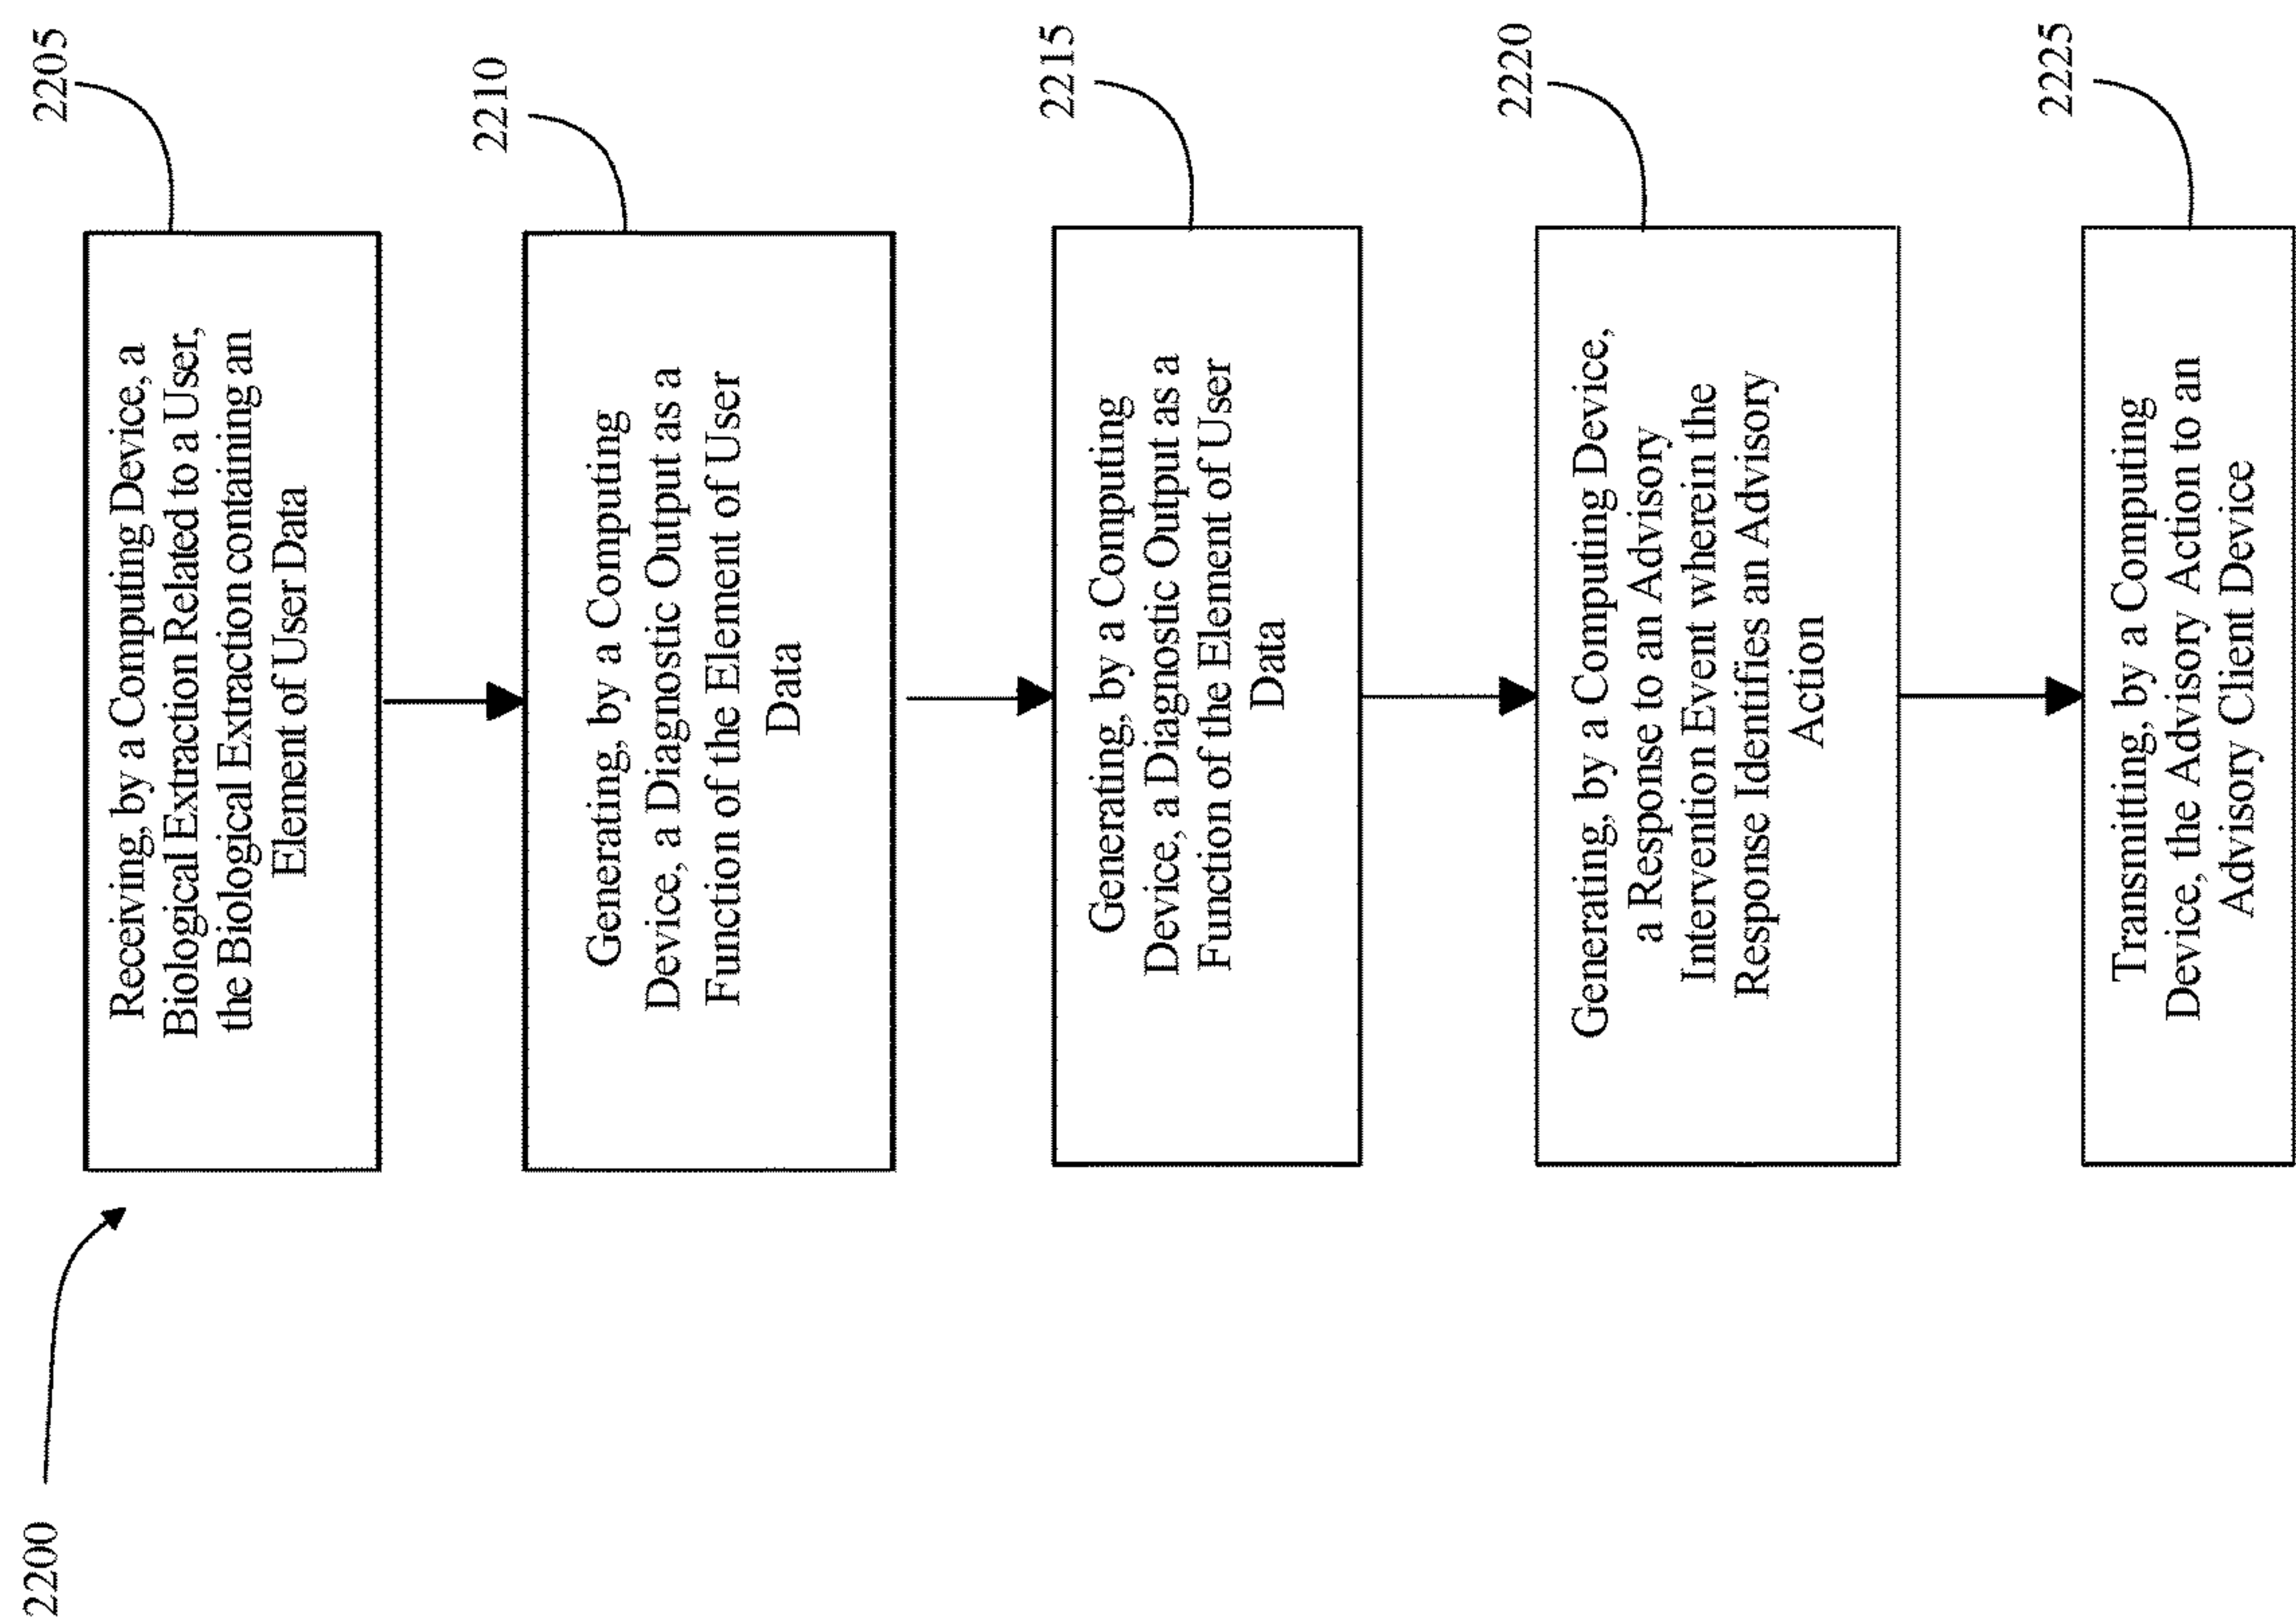 2200
2205
Receiving, by a Computing Device, a
Biological Extraction Related to a User,
the Biological Extraction containing an
Element of User Data
2210
Generating, by a Computing
Device, a Diagnostic Output as a
Function of the Element of User
Data
2215
Generating, by a Computing
Device, a Diagnostic Output as a
Function of the Element of User
Data
2220
Generating, by a Computing Device,
a Response to an Advisory
Intervention Event wherein the
Response Identifies an Advisory
Action
2225
Transmitting, by a Computing
Device, the Advisory Action to an
Advisory Client Device